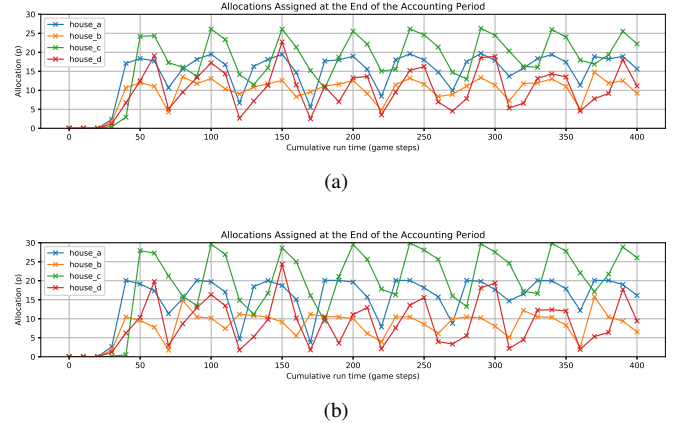 Allocations Assigned at the End of the Accounting Period
30
25
20
15
10
5
0
Allocation (p)
house_a
house_b
house_c
house_d
0 50 100 150 200 250 300 350 400
Cumulative run time (game steps)
(a)
Allocations Assigned at the End of the Accounting Period
30
25
20
15
10
5
0
Allocation (p)
house_a
house_b
house_c
house_d
0 50 100 150 200 250 300 350 400
Cumulative run time (game steps)
(b)